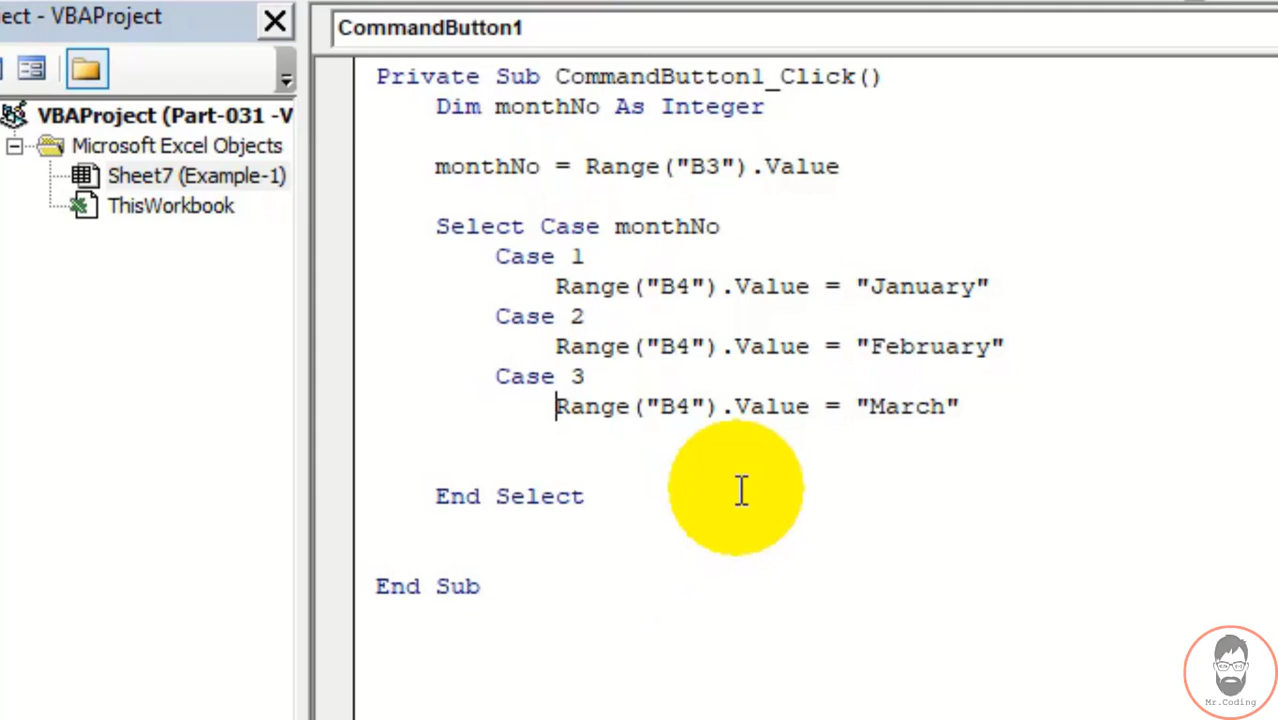 ect - VBAProject
CommandButton1
VBAProject (Part-031 -V
Microsoft Excel Objects
Sheet7 (Example-1)
ThisWorkbook
Private Sub CommandButton1_Click()
Dim monthNo As Integer
monthNo = Range("B3").Value
Select Case monthNo
Case 1
Range("B4").Value = "January"
Case 2
Range("B4").Value = "February"
Case 3
Range("B4").Value = "March"
End Select
End Sub
Mr.Coding